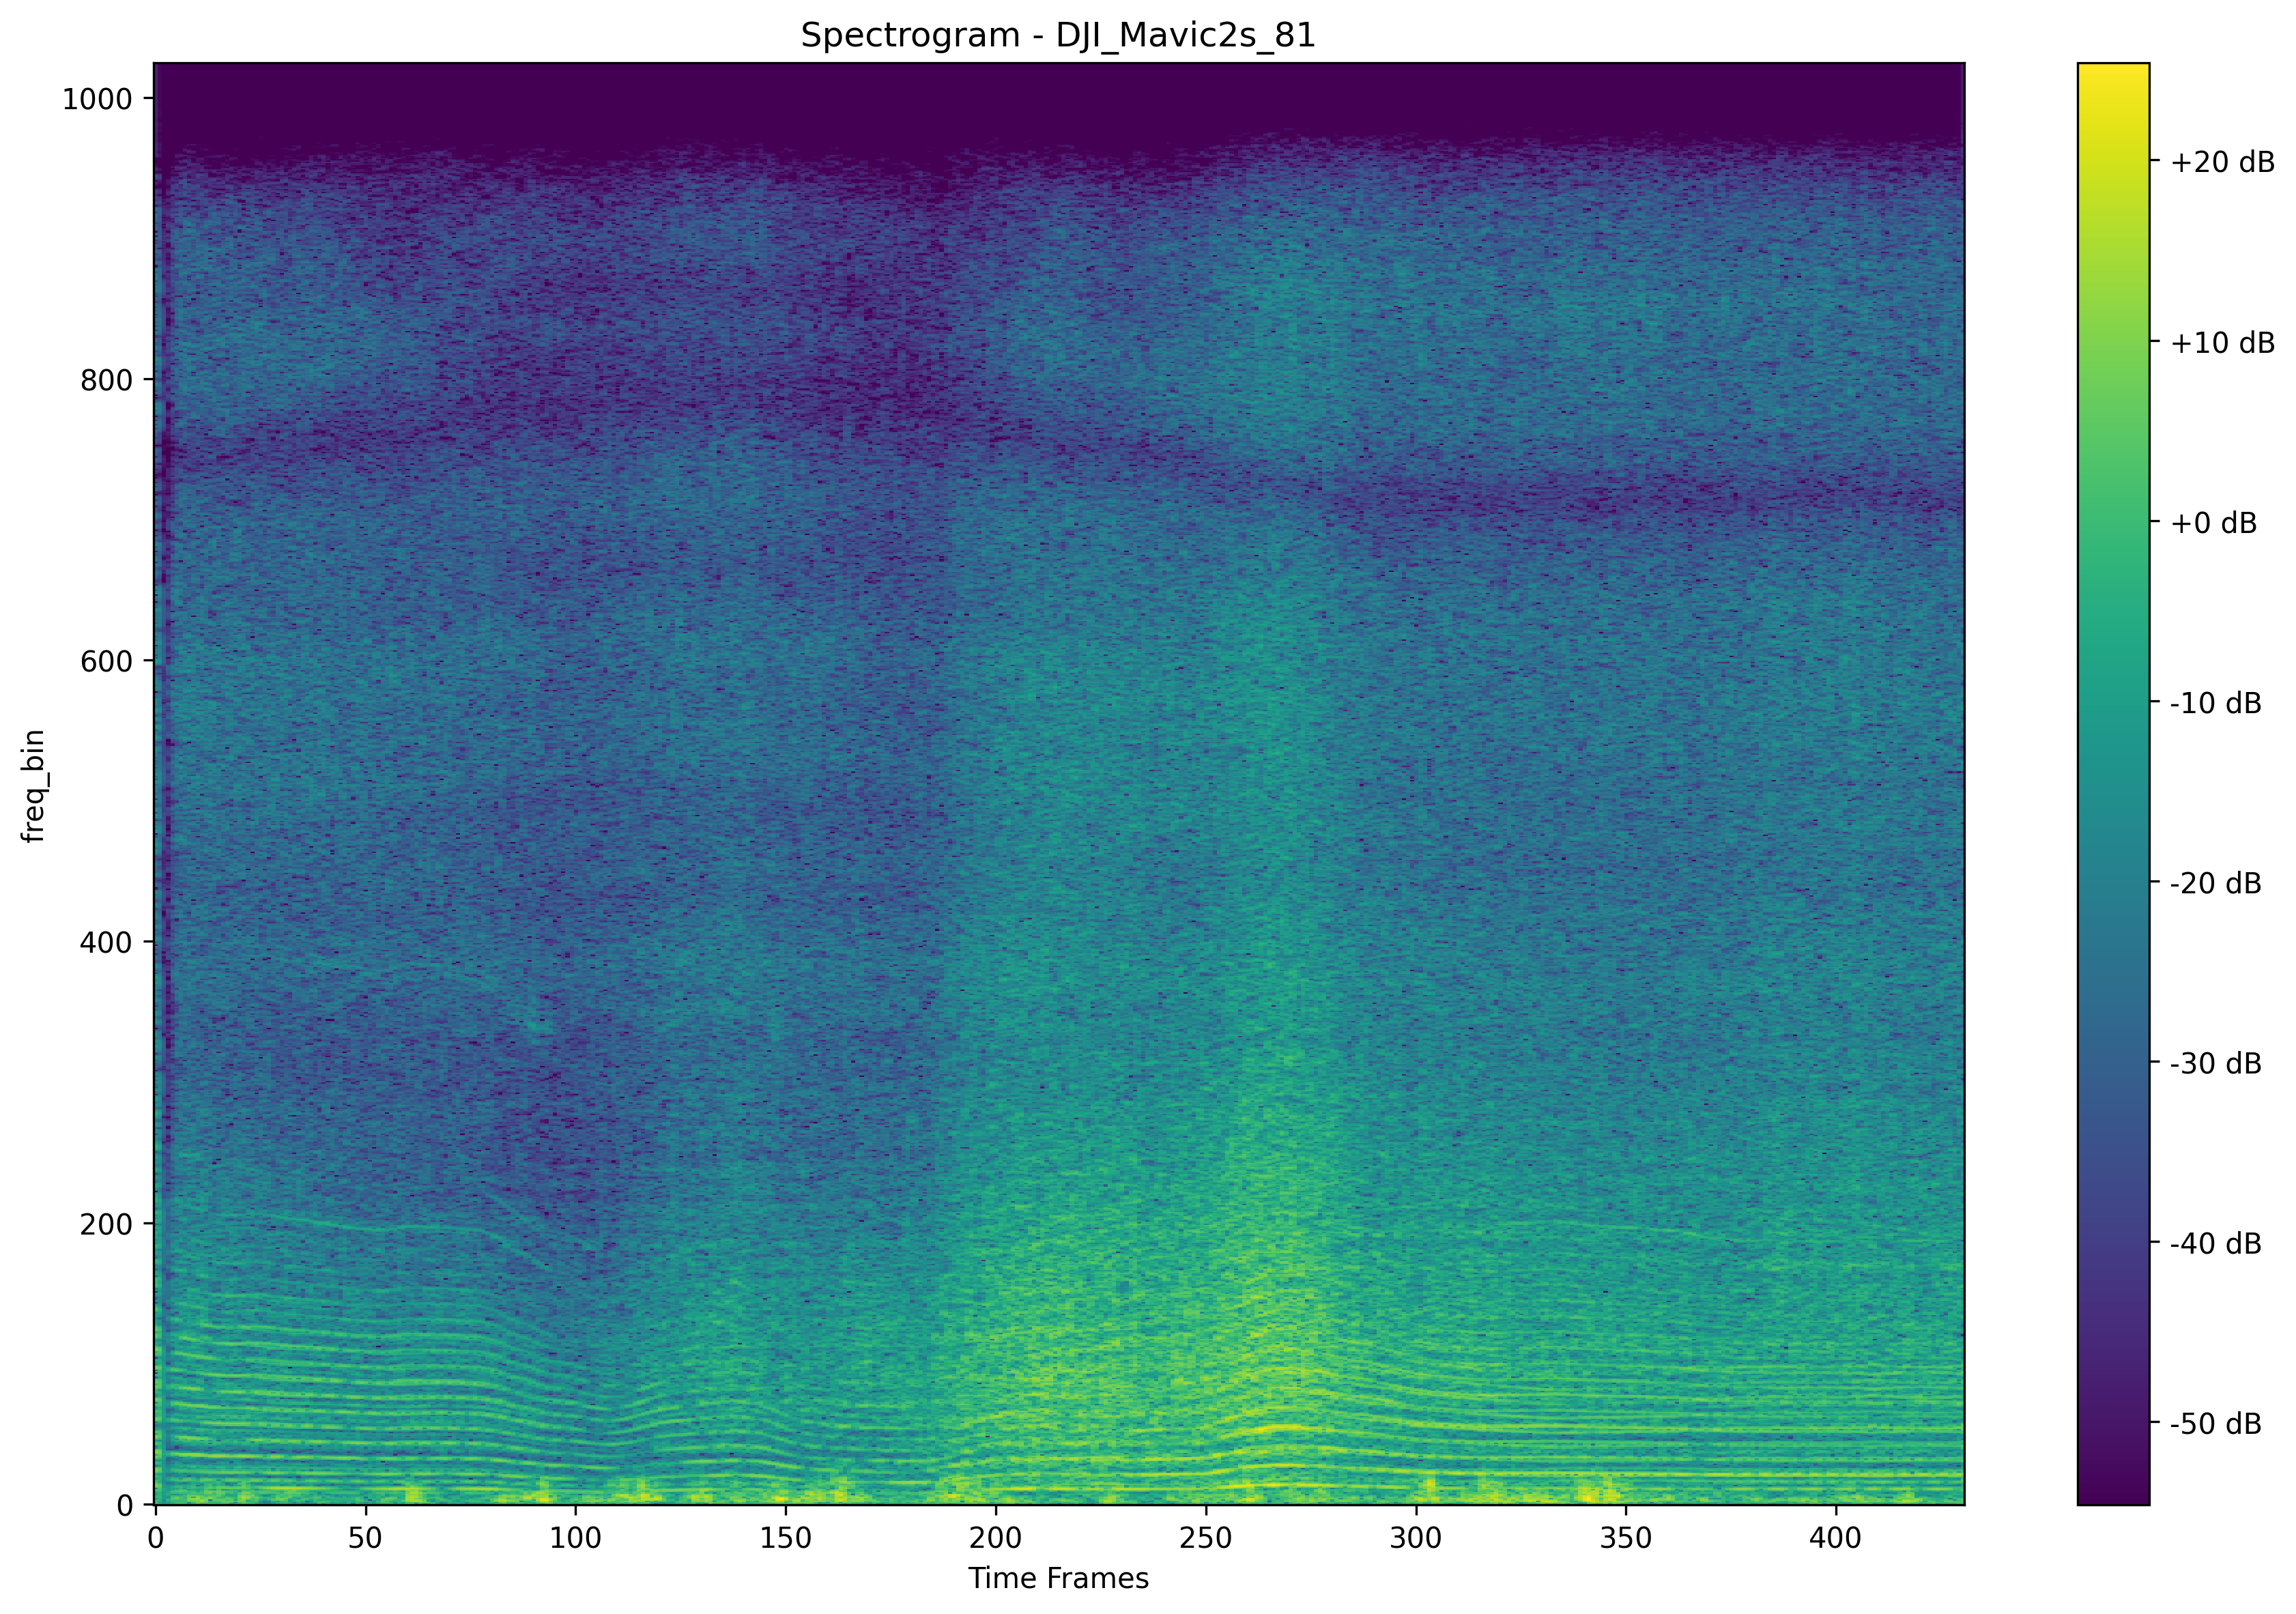 Spectrogram - DJI_Mavic2s_81
1000
800
600
400
200
0
freq_bin
0 50 100 150 200 250 300 350 400
Time Frames
+20 dB
+10 dB
+0 dB
-10 dB
-20 dB
-30 dB
-40 dB
-50 dB